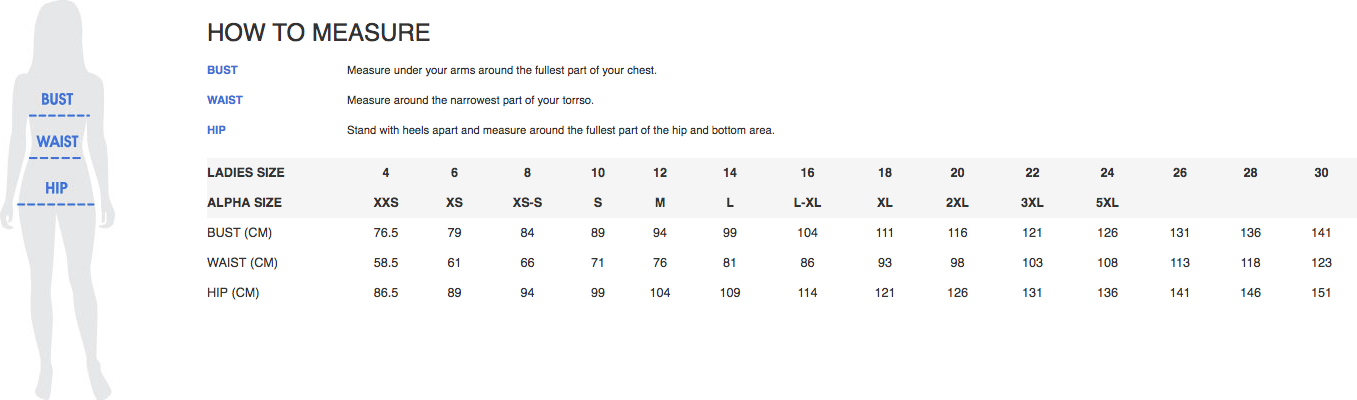 HOW TO MEASURE
BUST Measure under your arms around the fullest part of your chest.
WAIST Measure around the narrowest part of your torrso.
HIP Stand with heels apart and measure around the fullest part of the hip and bottom area.
BUST
WAIST
HIP
LADIES SIZE 4 6 8 10 12 14 16 18 20 22 24 26 28 30
ALPHA SIZE XXS XS XS-S S M L L-XL XL 2XL 3XL 5XL
BUST (CM) 76.5 79 84 89 94 99 104 111 116 121 126 131 136 141
WAIST (CM) 58.5 61 66 71 76 81 86 93 98 103 108 113 118 123
HIP (CM) 86.5 89 94 99 104 109 114 121 126 131 136 141 146 151